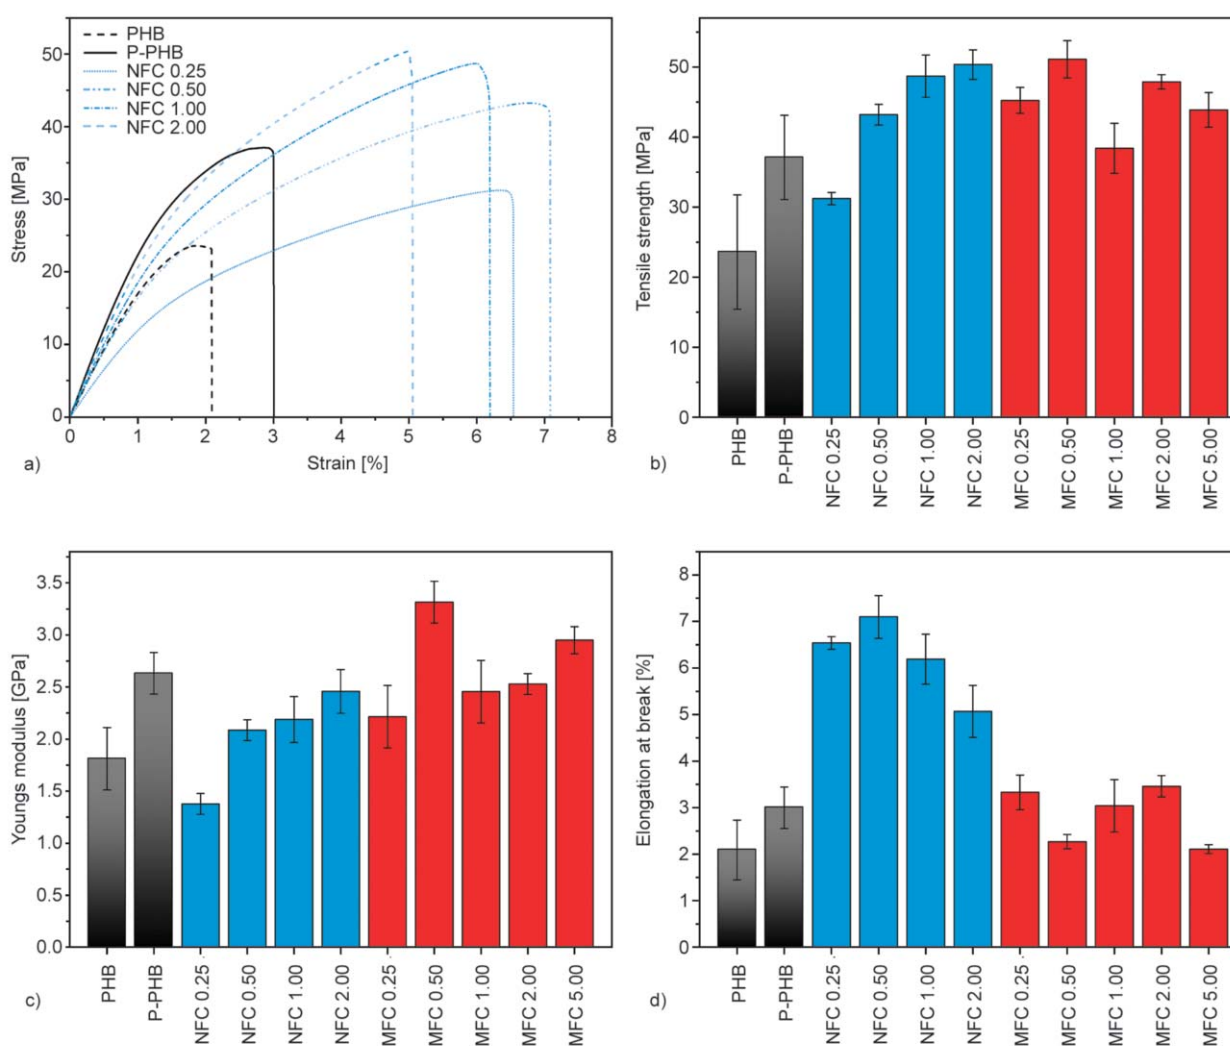 PHB
P-PHB
NFC 0.25
NFC 0.50
NFC 1.00
NFC 2.00
50
40
30
20
10
0
Stress [MPa]
0 1 2 3 4 5 6 7 8
Strain [%]
a)
50
40
30
20
10
0
Tensile strength [MPa]
PHB
P-PHB
NFC 0.25
NFC 0.50
NFC 1.00
NFC 2.00
MFC 0.25
MFC 0.50
MFC 1.00
MFC 2.00
MFC 5.00
b)
3.5
3.0
2.5
2.0
1.5
1.0
0.5
0.0
Youngs modulus [GPa]
PHB
P-PHB
NFC 0.25
NFC 0.50
NFC 1.00
NFC 2.00
MFC 0.25
MFC 0.50
MFC 1.00
MFC 2.00
MFC 5.00
c)
8
7
6
5
4
3
2
1
0
Elongation at break [%]
PHB
P-PHB
NFC 0.25
NFC 0.50
NFC 1.00
NFC 2.00
MFC 0.25
MFC 0.50
MFC 1.00
MFC 2.00
MFC 5.00
d)